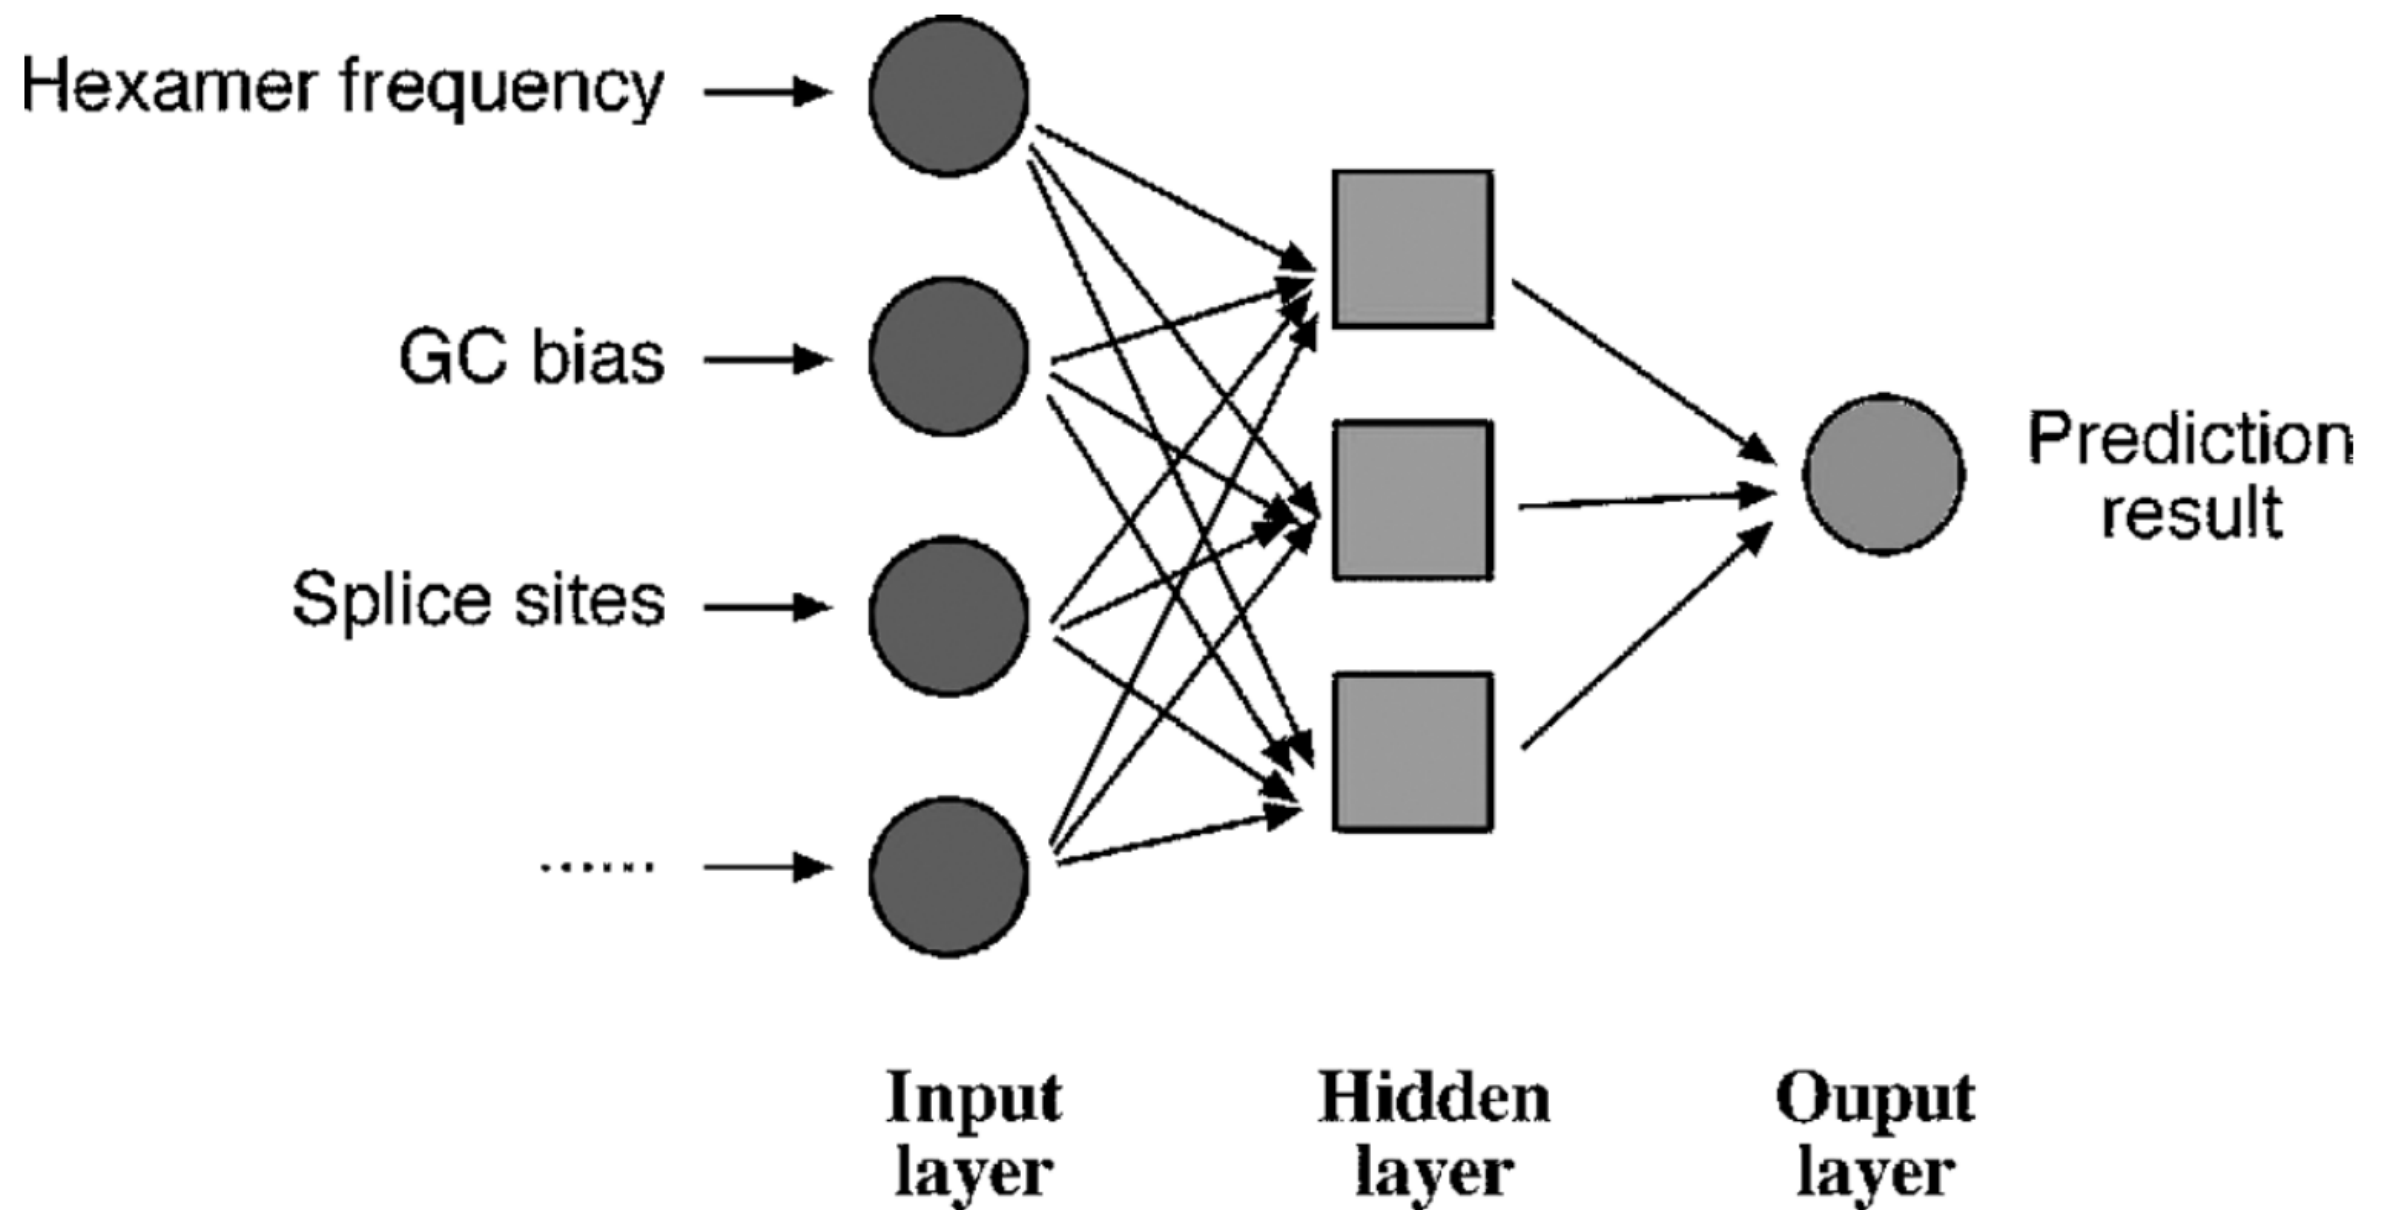 Hexamer frequency
GC bias
Splice sites
......
Prediction
result
Input
layer
Hidden
layer
Ouput
layer